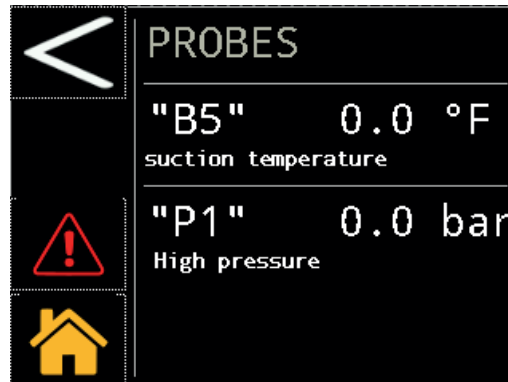 PROBES
"B5" 0.0 °F
suction temperature
"P1" 0.0 bar
High pressure